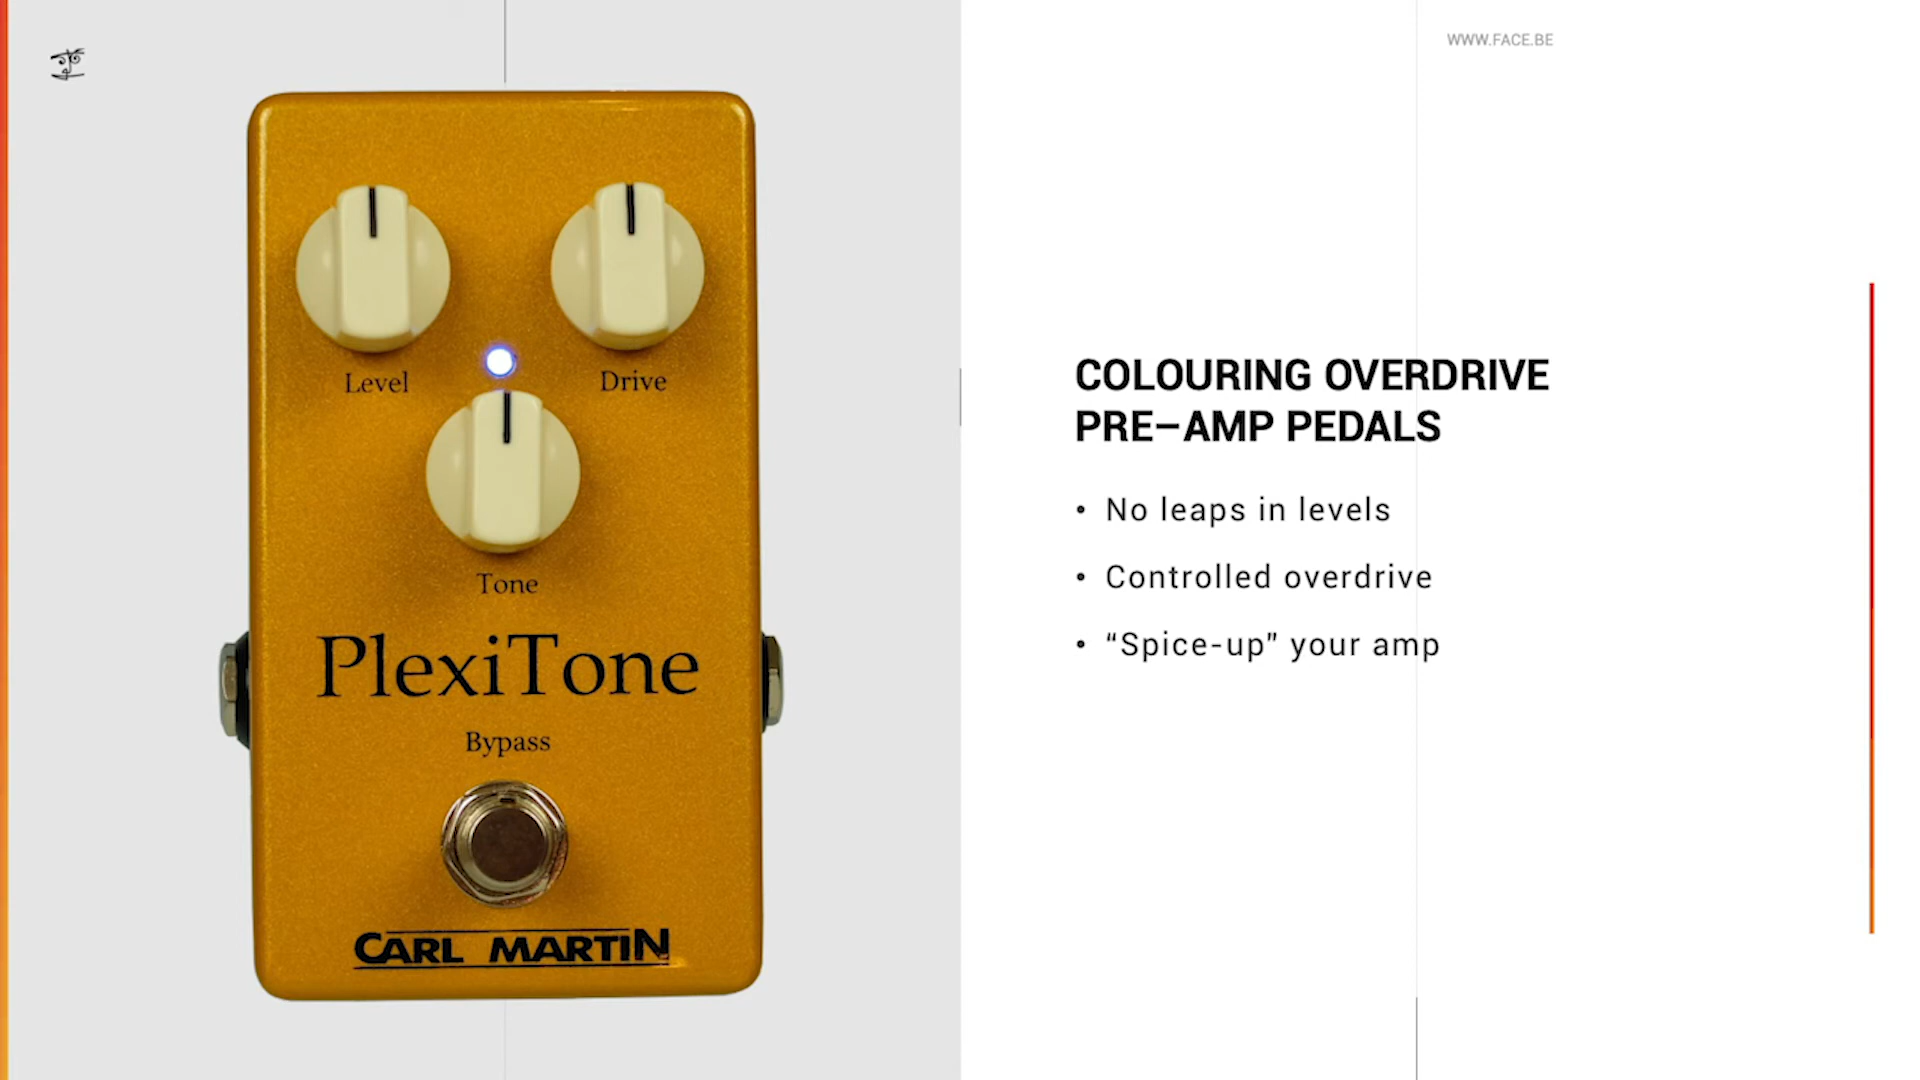 WWW.FACE.BE
Level
Drive
Tone
PlexiTone
Bypass
CARL MARTIN
COLOURING OVERDRIVE
PRE–AMP PEDALS
• No leaps in levels
• Controlled overdrive
• “Spice-up” your amp